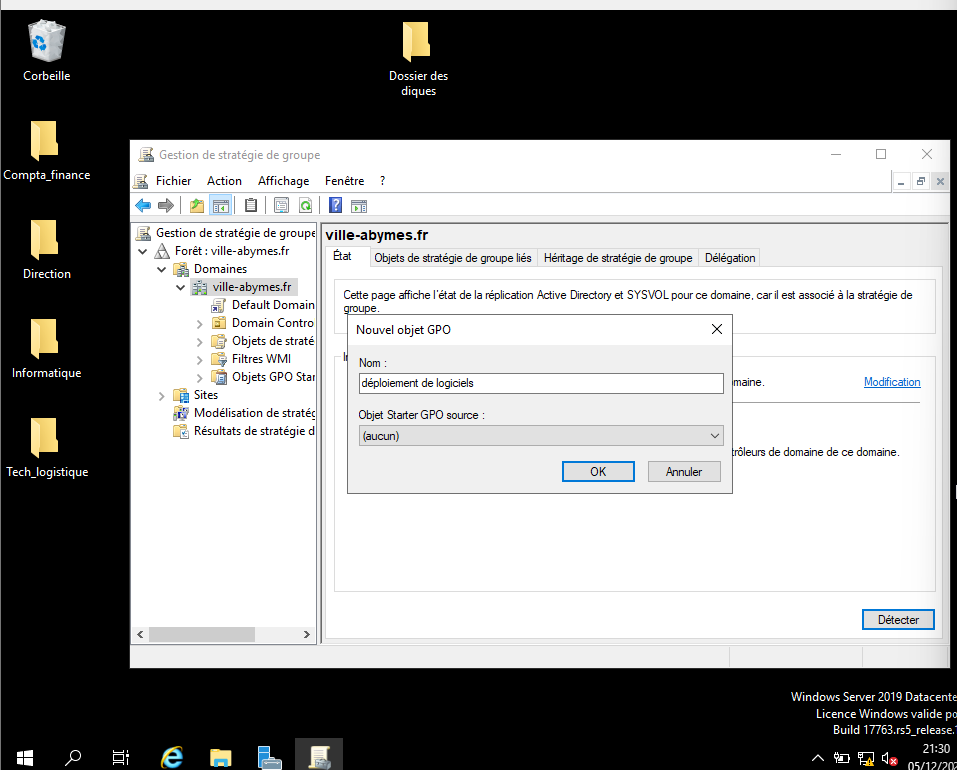 Corbeille
Dossier des
diques
Compta_finance
Direction
Informatique
Tech_logistique
Gestion de stratégie de groupe
Fichier Action Affichage Fenêtre ?
Gestion de stratégie de groupe
Forêt : ville-abymes.fr
Domaines
ville-abymes.fr
Default Domain
Domain Contro
Objets de straté
Filtres WMI
Objets GPO Star
Sites
Modélisation de stratég
Résultats de stratégie d
ville-abymes.fr
État Objets de stratégie de groupe liés Héritage de stratégie de groupe Délégation
Cette page affiche l'état de la réplication Active Directory et SYSVOL pour ce domaine, car il est associé à la stratégie de
groupe.
Nouvel objet GPO
Nom :
déploiement de logiciels
Objet Starter GPO source :
(aucun)
OK Annuler
maine. Modification
trôleurs de domaine de ce domaine.
Détecter
Windows Server 2019 Datacente
Licence Windows valide po
Build 17763.rs5_release.
21:30
05/12/20